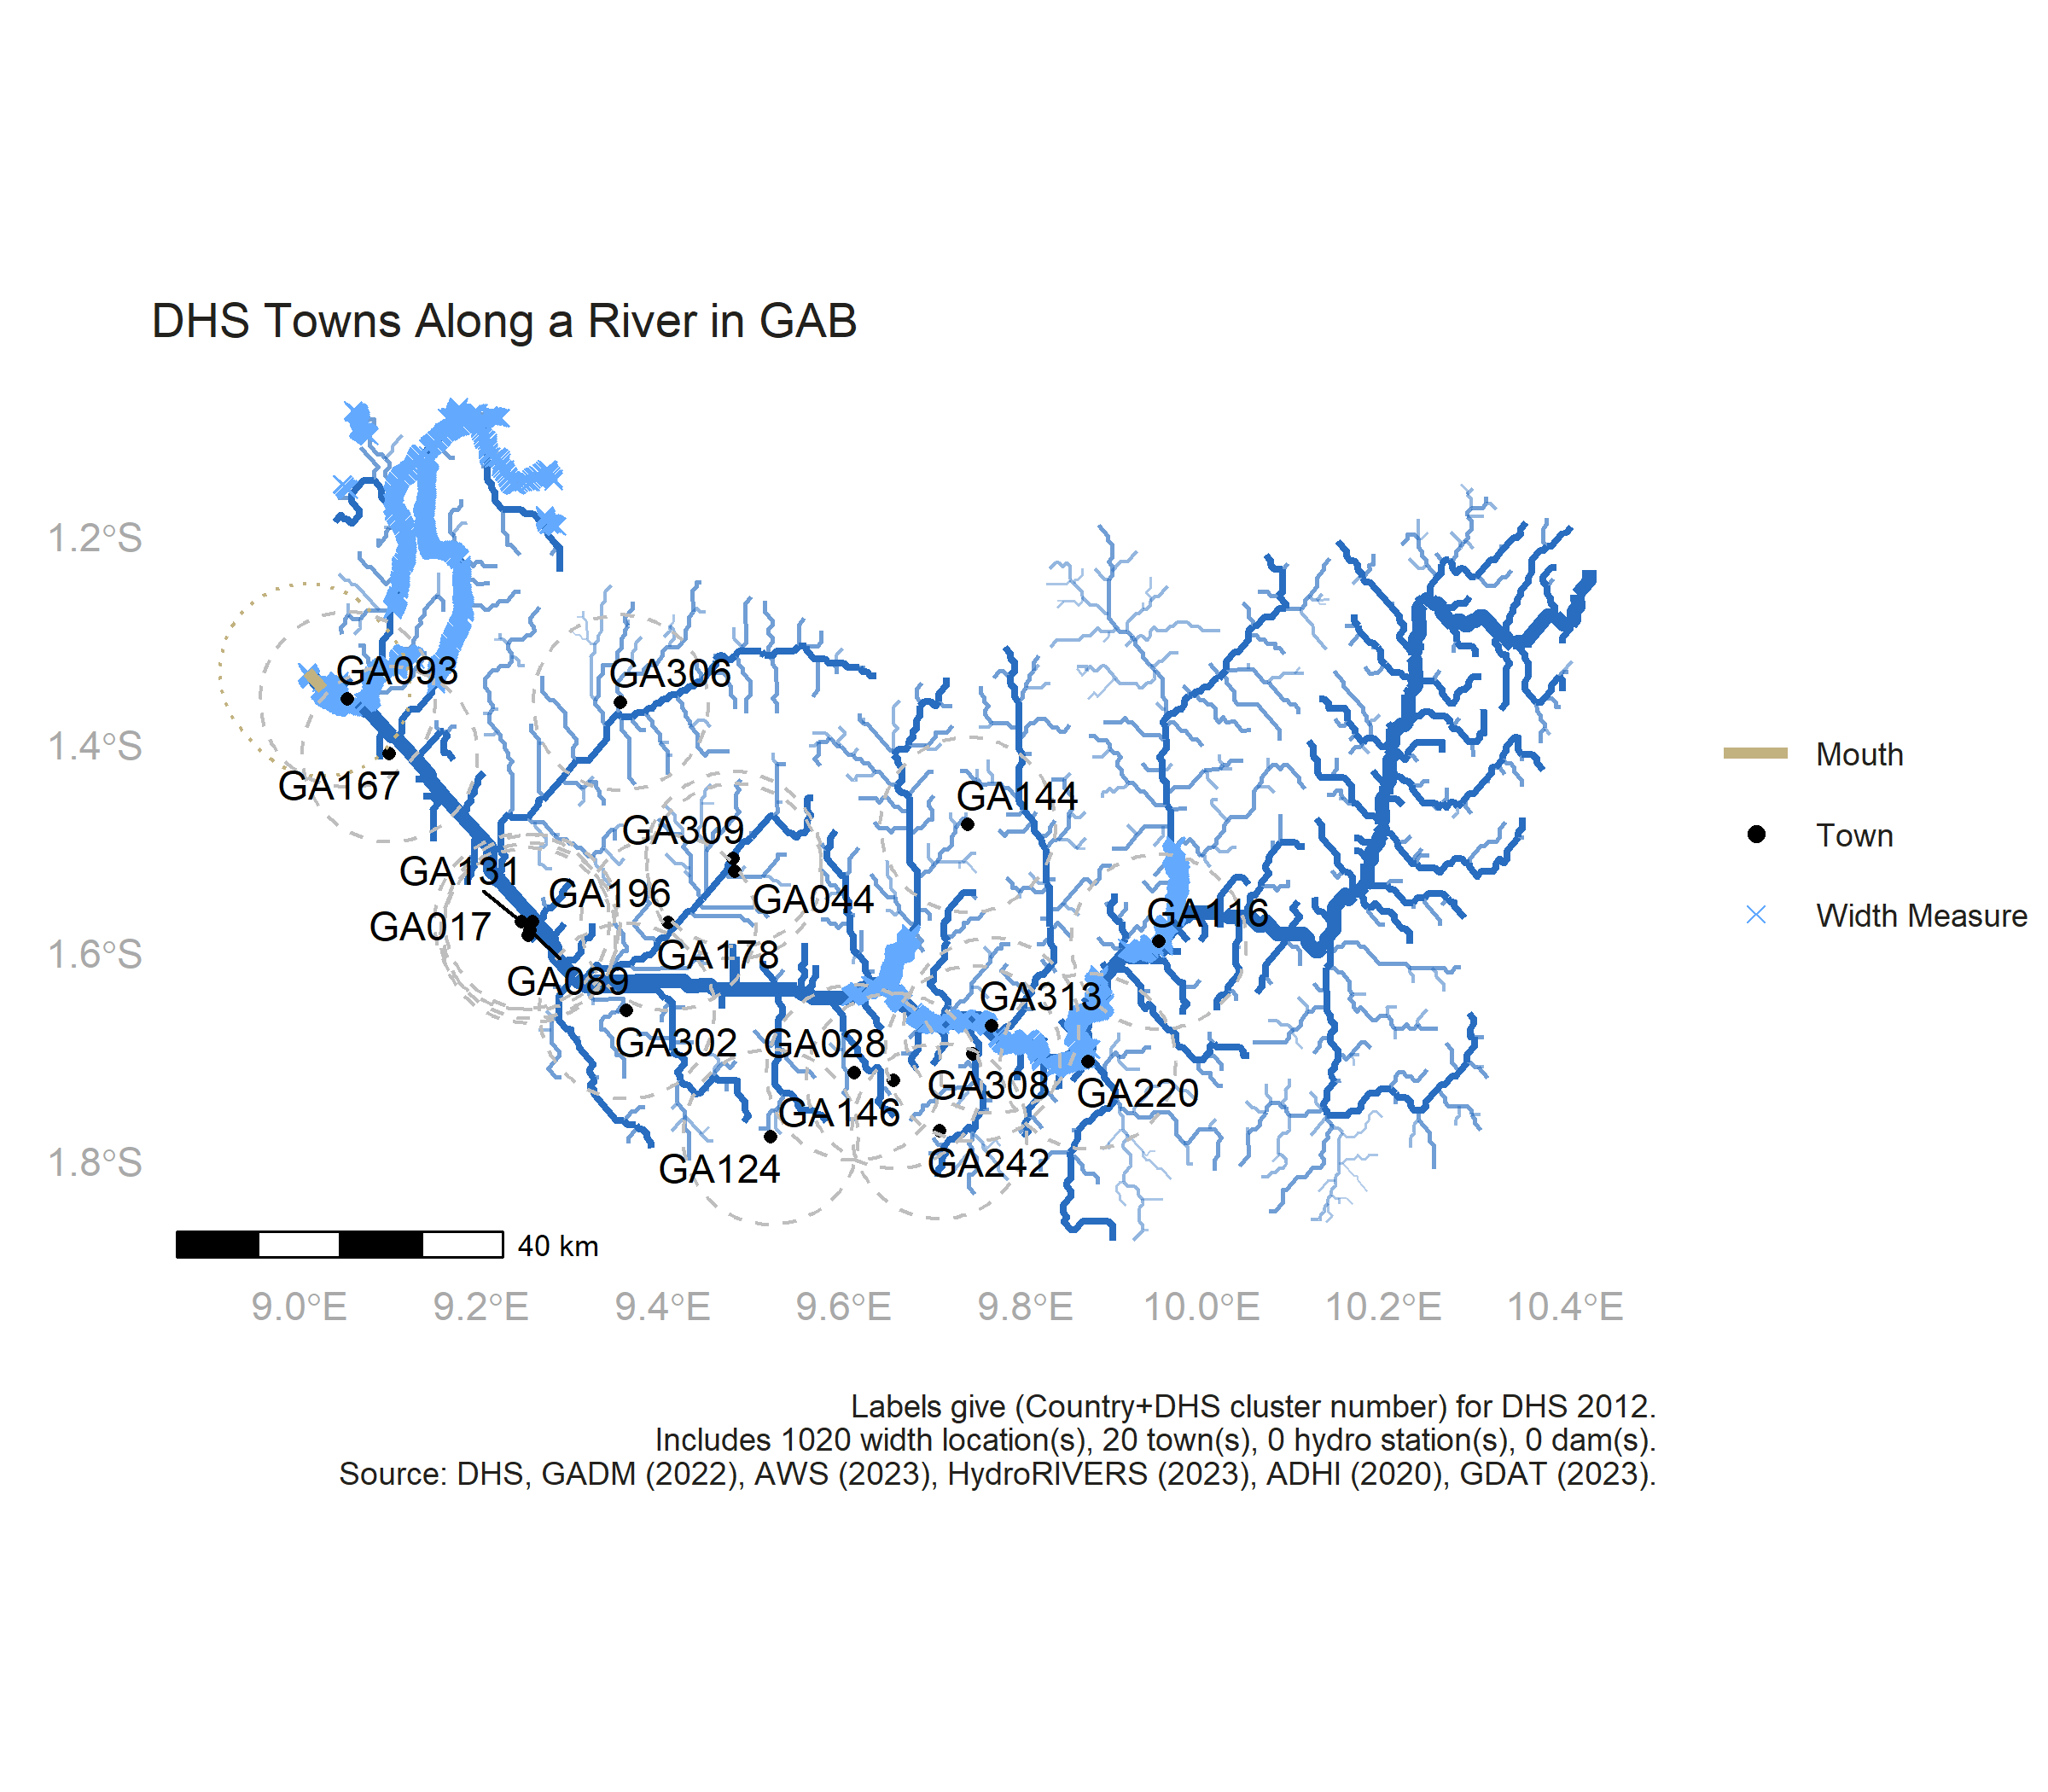 DHS Towns Along a River in GAB
1.2°S
1.4°S
1.6°S
1.8°S
GA093
GA306
GA167
GA144
GA309
GA131
GA196
GA044
GA017
GA116
GA178
GA089
GA313
GA302
GA028
GA308
GA220
GA146
GA124
GA242
Mouth
Town
Width Measure
40 km
9.0°E
9.2°E
9.4°E
9.6°E
9.8°E
10.0°E
10.2°E
10.4°E
Labels give (Country+DHS cluster number) for DHS 2012.
Includes 1020 width location(s), 20 town(s), 0 hydro station(s), 0 dam(s).
Source: DHS, GADM (2022), AWS (2023), HydroRIVERS (2023), ADHI (2020), GDAT (2023).